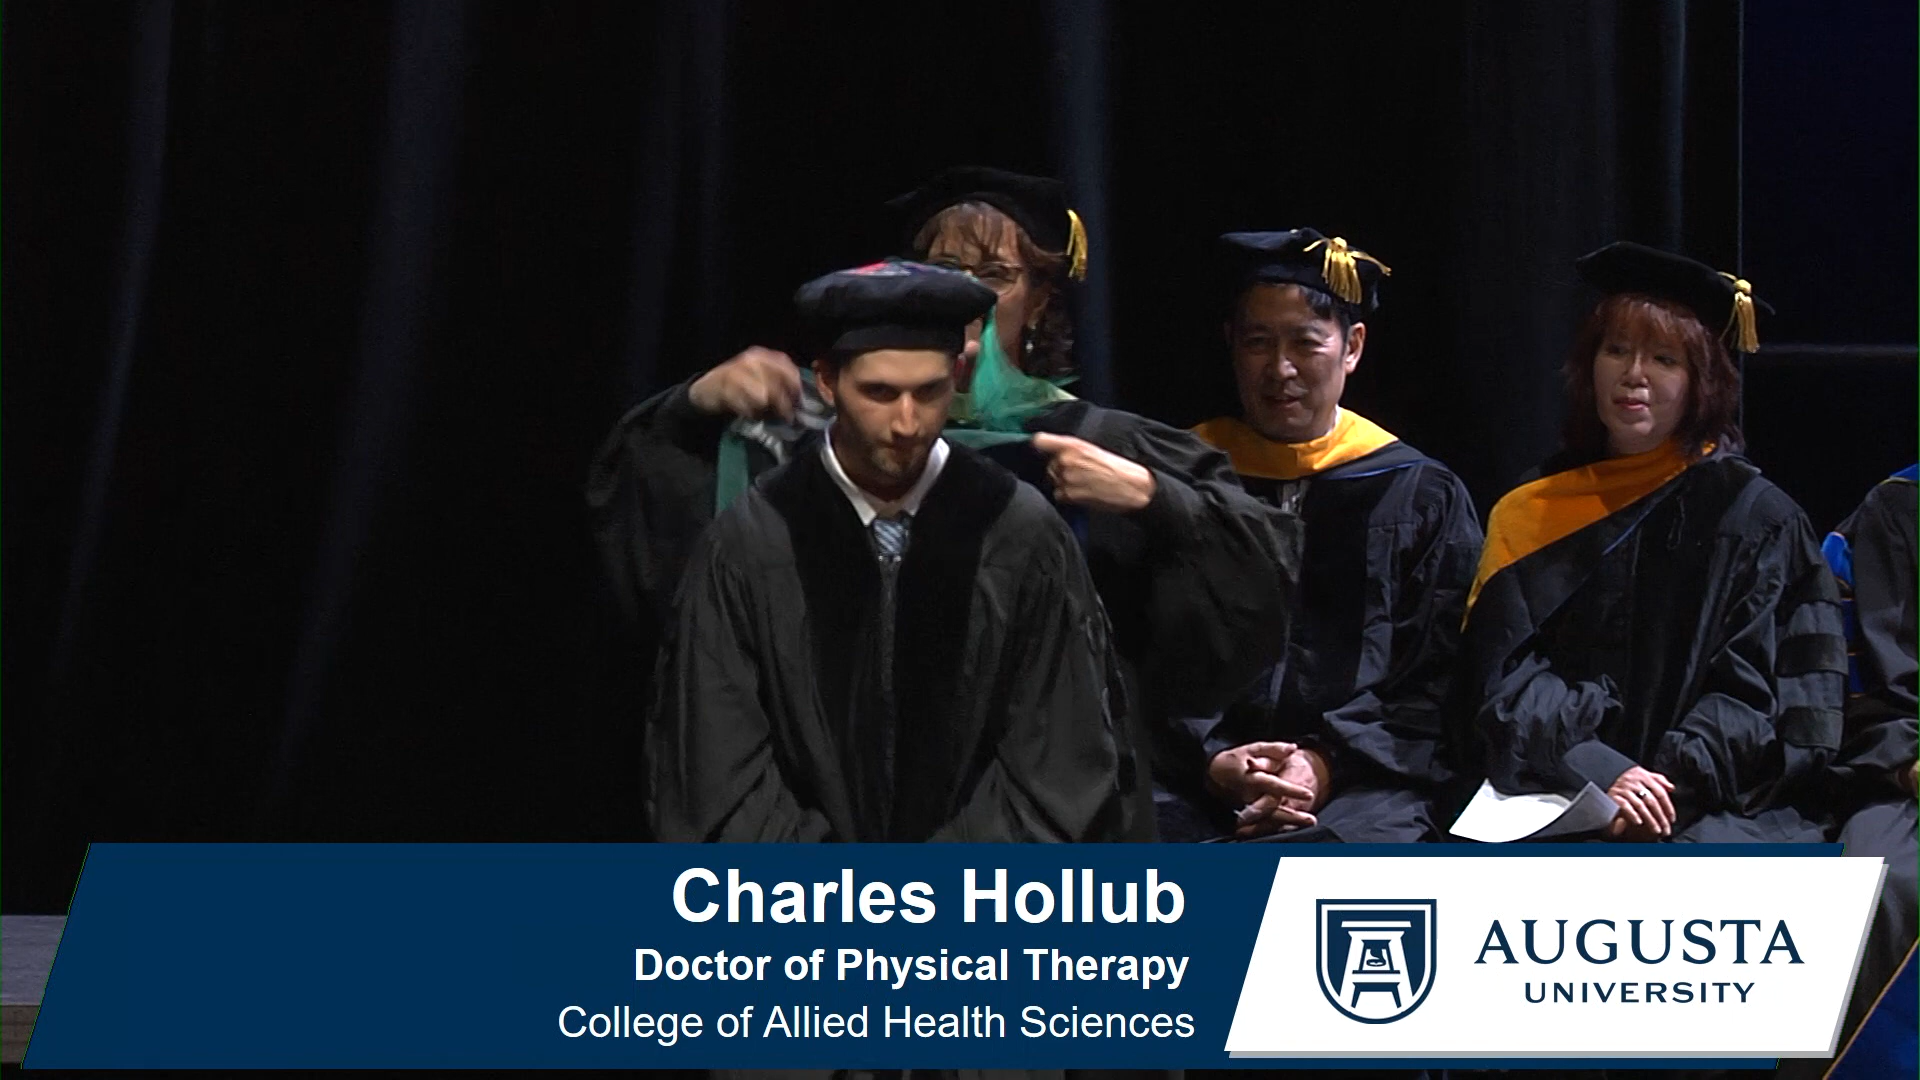 Charles Hollub
Doctor of Physical Therapy
College of Allied Health Sciences
AUGUSTA
UNIVERSITY